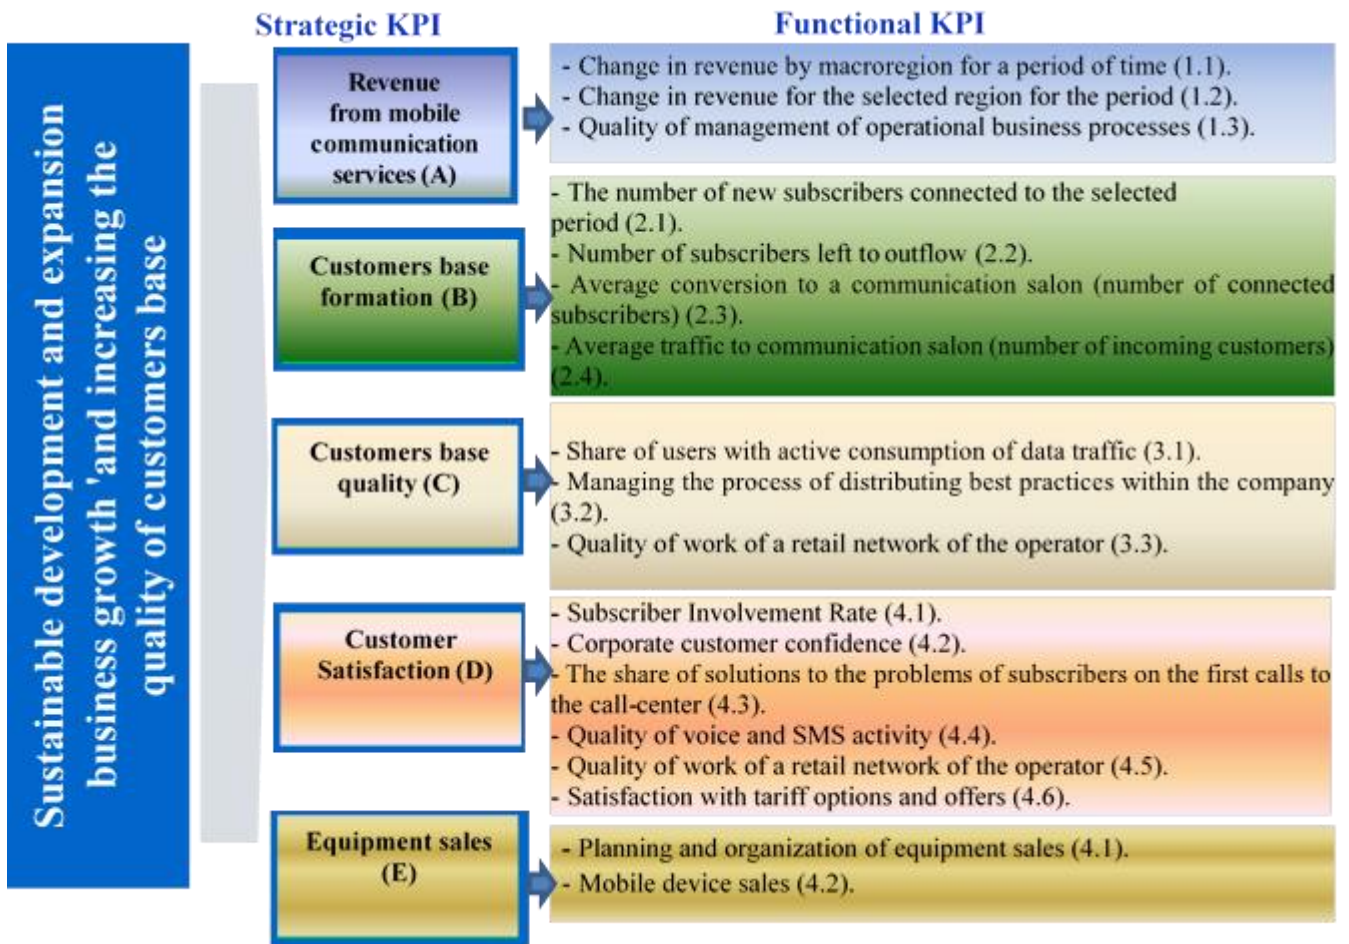 Strategic KPI
Functional KPI
Sustainable development and expansion
business growth 'and increasing the
quality of customers base
Revenue
from mobile
communication
services (A)
- Change in revenue by macroregion for a period of time (1.1).
- Change in revenue for the selected region for the period (1.2).
- Quality of management of operational business processes (1.3).
Customers base
formation (B)
- The number of new subscribers connected to the selected
period (2.1).
- Number of subscribers left to outflow (2.2).
- Average conversion to a communication salon (number of connected
subscribers) (2.3).
- Average traffic to communication salon (number of incoming customers)
(2.4).
Customers base
quality (C)
- Share of users with active consumption of data traffic (3.1).
- Managing the process of distributing best practices within the company
(3.2).
- Quality of work of a retail network of the operator (3.3).
Customer
Satisfaction (D)
- Subscriber Involvement Rate (4.1).
- Corporate customer confidence (4.2).
- The share of solutions to the problems of subscribers on the first calls to
the call-center (4.3).
- Quality of voice and SMS activity (4.4).
- Quality of work of a retail network of the operator (4.5).
- Satisfaction with tariff options and offers (4.6).
Equipment sales
(E)
- Planning and organization of equipment sales (4.1).
- Mobile device sales (4.2).